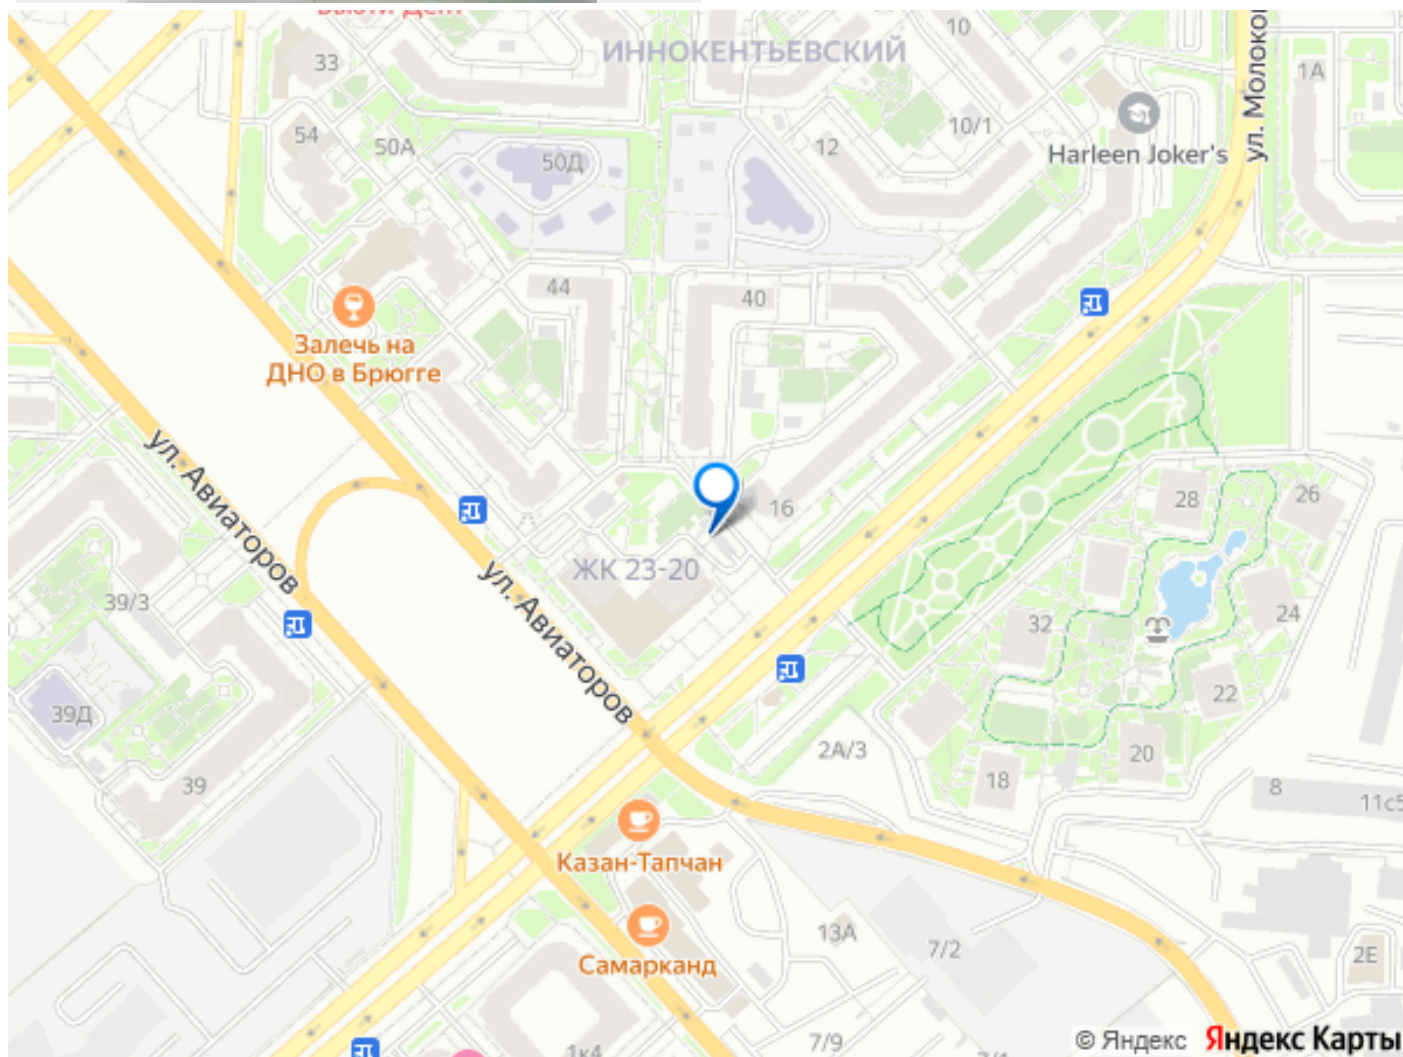 10
ИННОКЕНТЬЕВСКИЙ
33
1А
ул. Молоко
54
50А
50Д
12
10/1
Harleen Joker's
44
40
Залечь на
ДНО в Брюгге
ул. Авиаторов
16
28
26
ЖК 23-20
39/3
ул. Авиаторов
32
24
39Д
22
2А/3
20
18
39
8
11с5
Казан-Тапчан
13А
7/2
2Е
Самарканд
7/9
1к4
© Яндекс Яндекс Карты